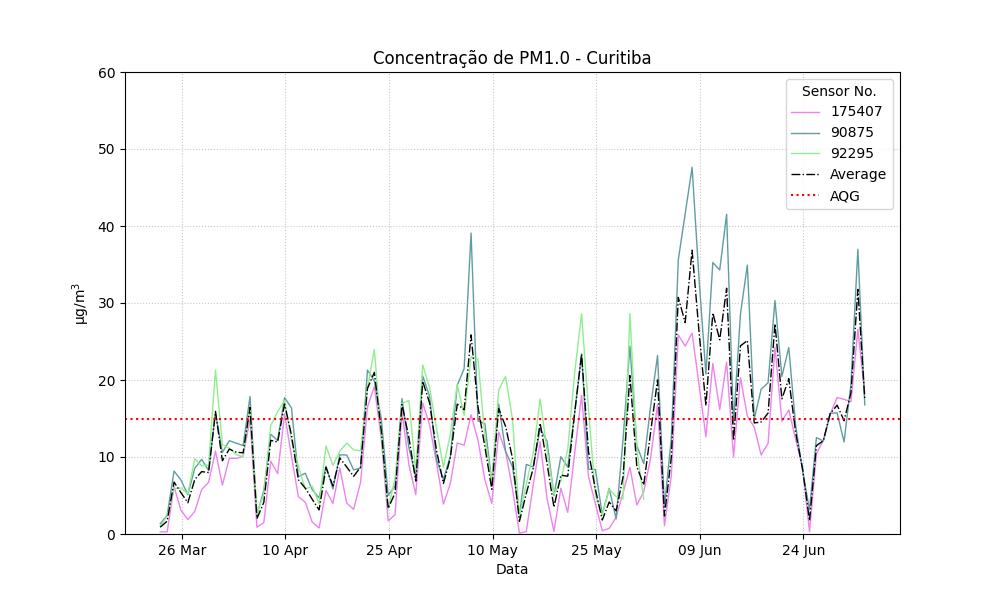 Concentração de PM1.0 - Curitiba
60
50
40
30
20
10
0
µg/m³
Sensor No.
175407
90875
92295
Average
AQG
26 Mar
10 Apr
25 Apr
10 May
25 May
09 Jun
24 Jun
Data